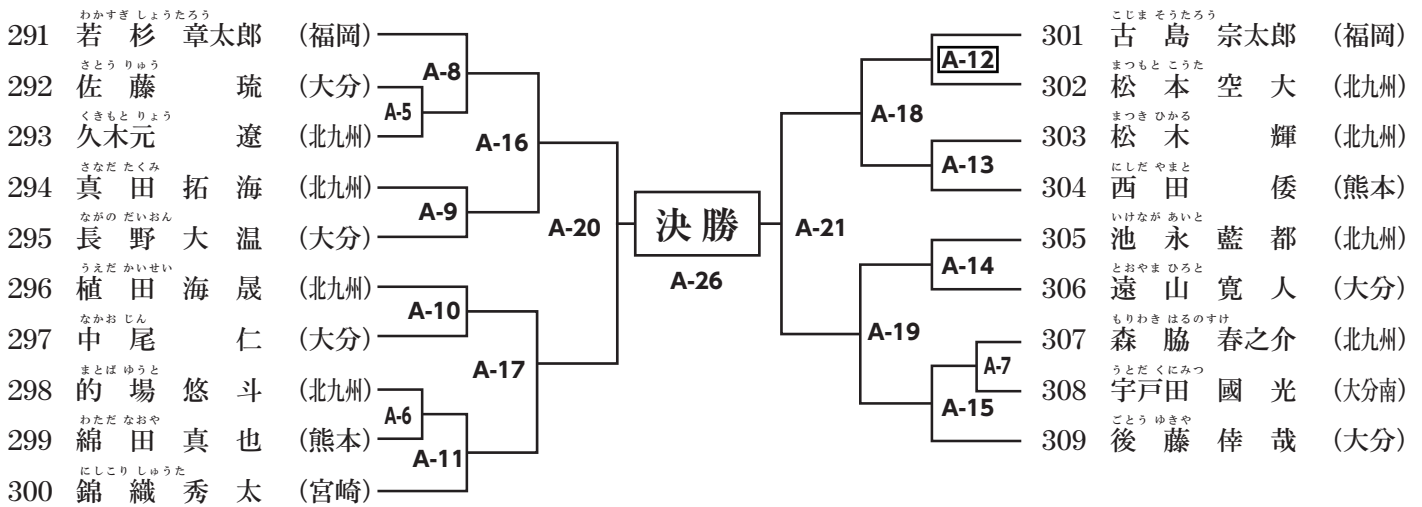 わかすぎ しょうたろう
291 若杉 章太郎 (福岡)
A-8
さとう りゅう
292 佐藤 琉 (大分)
A-5
くきもと りょう
293 久木元 遼 (北九州)
A-16
さなだ たくみ
294 真田 拓海 (北九州)
A-9
ながの だいおん
295 長野 大温 (大分)
A-20
うえだ かいせい
296 植田 海晟 (北九州)
A-10
なかお じん
297 中尾 仁 (大分)
A-17
まとば ゆうと
298 的場 悠斗 (北九州)
A-6
わただ なおや
299 綿田 真也 (熊本)
A-11
にしこり しゅうた
300 錦織 秀太 (宮崎)
決勝
A-26
こじま そうたろう
301 古島 宗太郎 (福岡)
A-12
まつもと こうた
302 松本 空大 (北九州)
A-18
まつき ひかる
303 松木 輝 (北九州)
A-13
にしだ やまと
304 西田 倭 (熊本)
A-21
いけなが あいと
305 池永 藍都 (北九州)
A-14
とおやま ひろと
306 遠山 寛人 (大分)
A-19
もりわき はるのすけ
307 森脇 春之介 (北九州)
A-7
うとだ くにみつ
308 宇戸田 國光 (大分南)
A-15
ごとう ゆきや
309 後藤 倖哉 (大分)